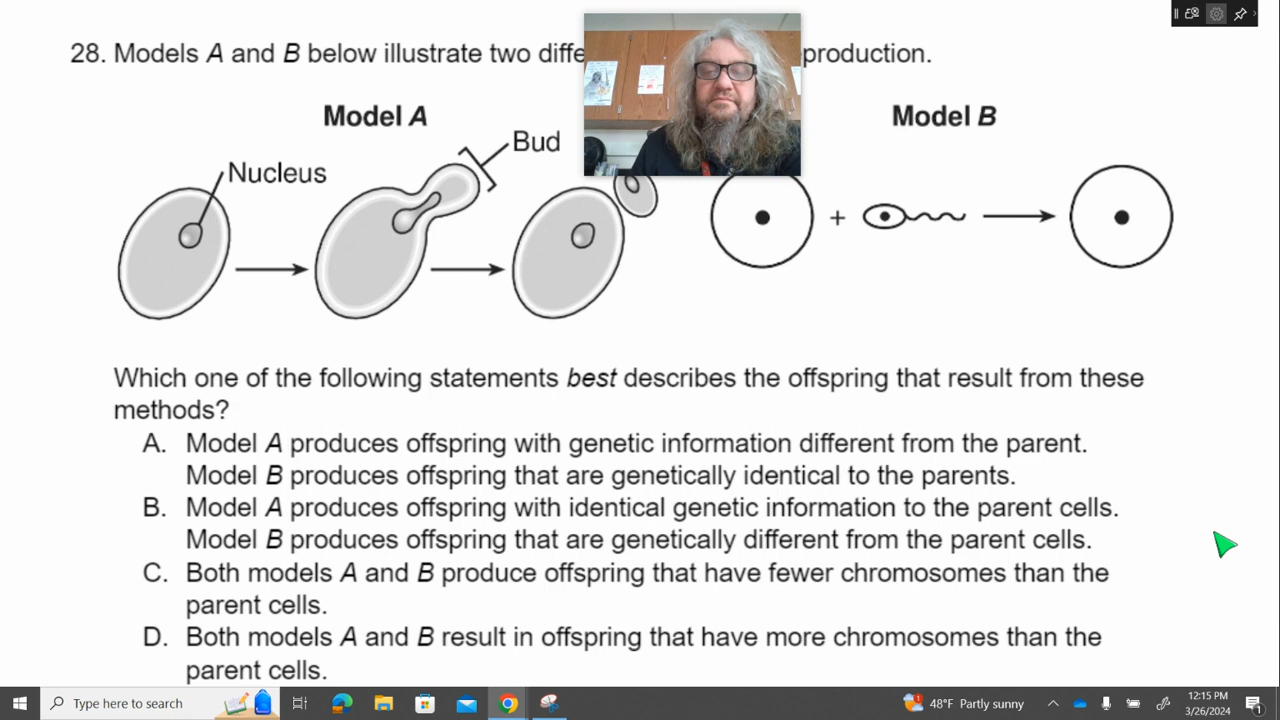 28. Models A and B below illustrate two production.
Model A
Model B
Bud
Nucleus
+
Which one of the following statements best describes the offspring that result from these
methods?
A. Model A produces offspring with genetic information different from the parent.
Model B produces offspring that are genetically identical to the parents.
B. Model A produces offspring with identical genetic information to the parent cells.
Model B produces offspring that are genetically different from the parent cells.
C. Both models A and B produce offspring that have fewer chromosomes than the
parent cells.
D. Both models A and B result in offspring that have more chromosomes than the
parent cells.
Type here to search
48°F Partly sunny
12:15 PM
3/26/2024